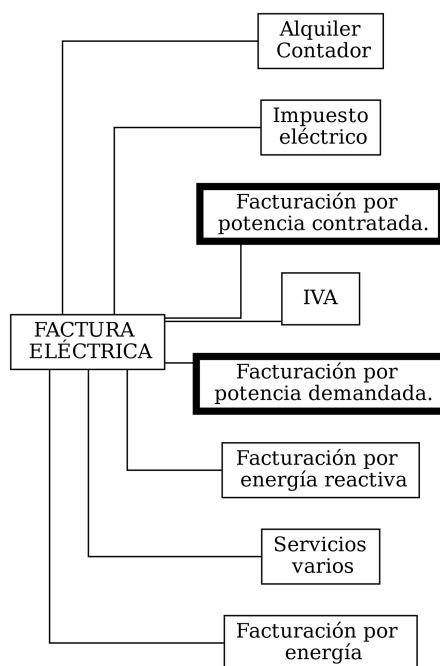 Alquiler
Contador
Impuesto
eléctrico
Facturación por
potencia contratada.
IVA
FACTURA
ELÉCTRICA
Facturación por
potencia demandada.
Facturación por
energía reactiva
Servicios
varios
Facturación por
energía